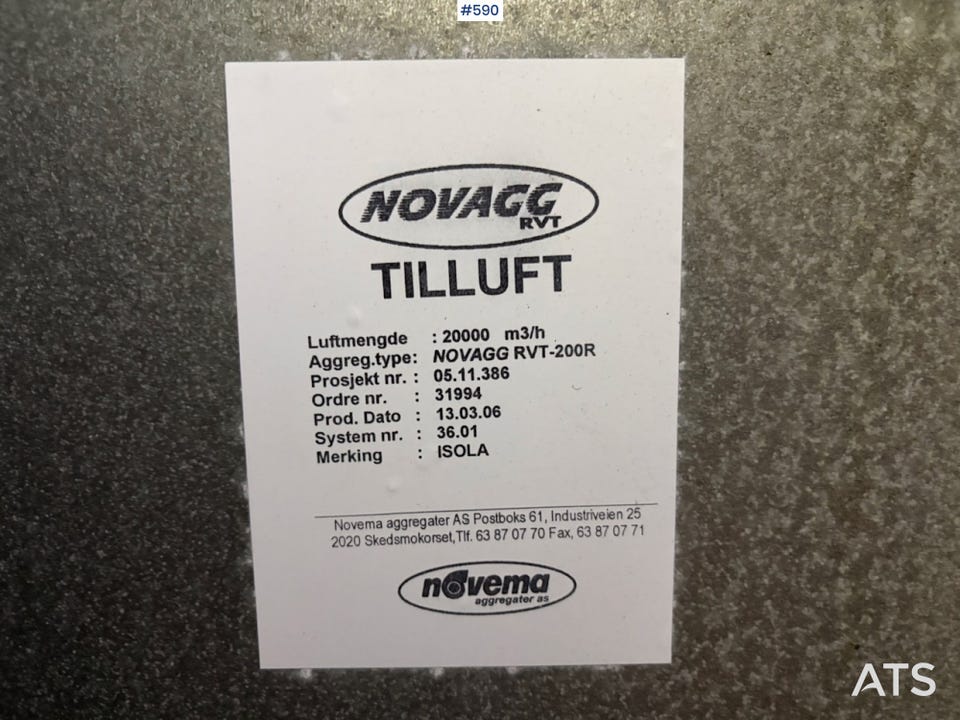 #590
NOVAGG
RVT
TILLUFT
Luftmengde : 20000 m3/h
Aggreg.type: NOVAGG RVT-200R
Prosjekt nr. : 05.11.386
Ordre nr. : 31994
Prod. Dato : 13.03.06
System nr. : 36.01
Merking : ISOLA
Novema aggregater AS Postboks 61, Industriveien 25
2020 Skedsmokorset,Tlf. 63 87 07 70 Fax, 63 87 07 71
novema
aggregater as
ATS